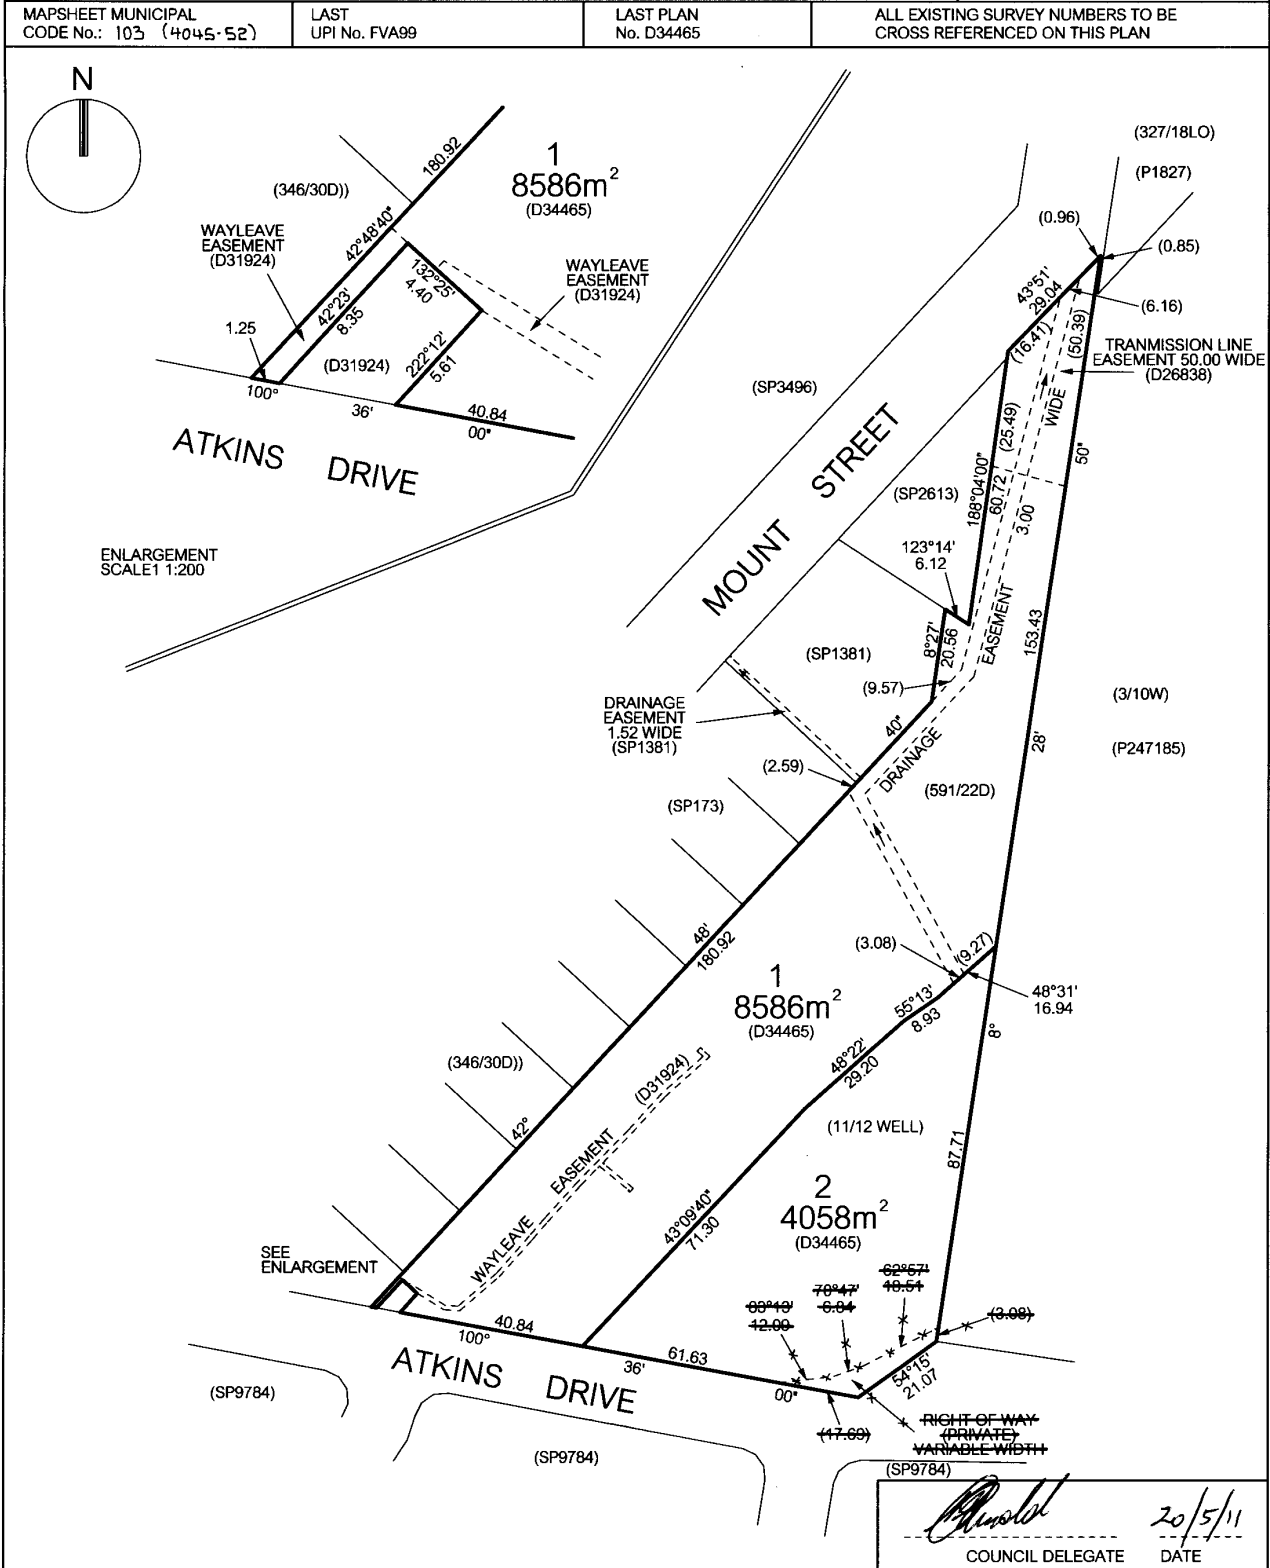 MAPSHEET MUNICIPAL
CODE No.: 103 (4045-52)
LAST
UPI No. FVA99
LAST PLAN
No. D34465
ALL EXISTING SURVEY NUMBERS TO BE
CROSS REFERENCED ON THIS PLAN
N
180.92
1
8586m²
(D34465)
(346/30D))
WAYLEAVE
EASEMENT
(D31924)
42°48'40"
132°25'
4.40
WAYLEAVE
EASEMENT
(D31924)
42°23'
8.35
1.25
(D31924)
222°12'
5.61
100°
36'
40.84
00"
ATKINS DRIVE
ENLARGEMENT
SCALE1 1:200
(327/18LO)
(P1827)
(0.96)
(0.85)
43°51'
29.04
(6.16)
(16.41)
(50.39)
TRANMISSION LINE
EASEMENT 50.00 WIDE
(D26838)
(SP3496)
MOUNT STREET
(25.49)
WIDE
50"
(SP2613)
188°04'00"
60.72
3.00
123°14'
6.12
EASEMENT
8°27'
20.56
153.43
(SP1381)
(9.57)
(3/10W)
DRAINAGE
EASEMENT
1.52 WIDE
(SP1381)
40"
28'
(P247185)
DRAINAGE
(2.59)
(591/22D)
(SP173)
48'
180.92
(3.08)
(9.27)
1
8586m²
(D34465)
48°31'
16.94
55°13'
8.93
8°
48°22'
29.20
(346/30D))
(D31924)
42°
(11/12 WELL)
EASEMENT
87.71
2
4058m²
(D34465)
43°09'40"
71.30
WAYLEAVE
SEE
ENLARGEMENT
62°57'
18.51
70°47'
6.84
83°13'
12.00
(3.08)
40.84
100°
61.63
36'
00"
54°15'
21.07
ATKINS DRIVE
(SP9784)
(17.69)
RIGHT OF WAY
(PRIVATE)
VARIABLE WIDTH
(SP9784)
(SP9784)
20/5/11
COUNCIL DELEGATE DATE